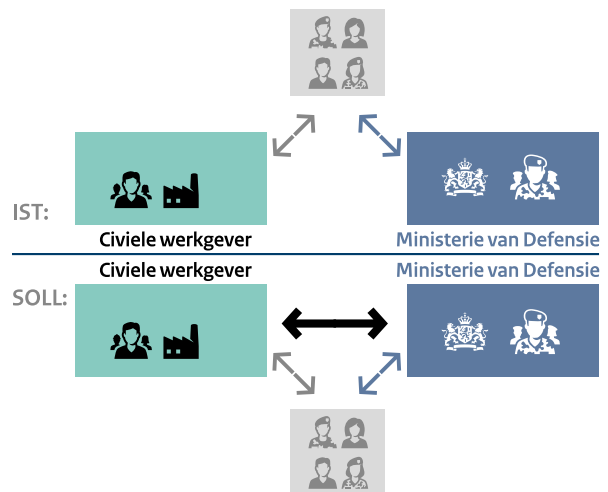 IST:
Civiele werkgever
Ministerie van Defensie
Civiele werkgever
Ministerie van Defensie
SOLL: